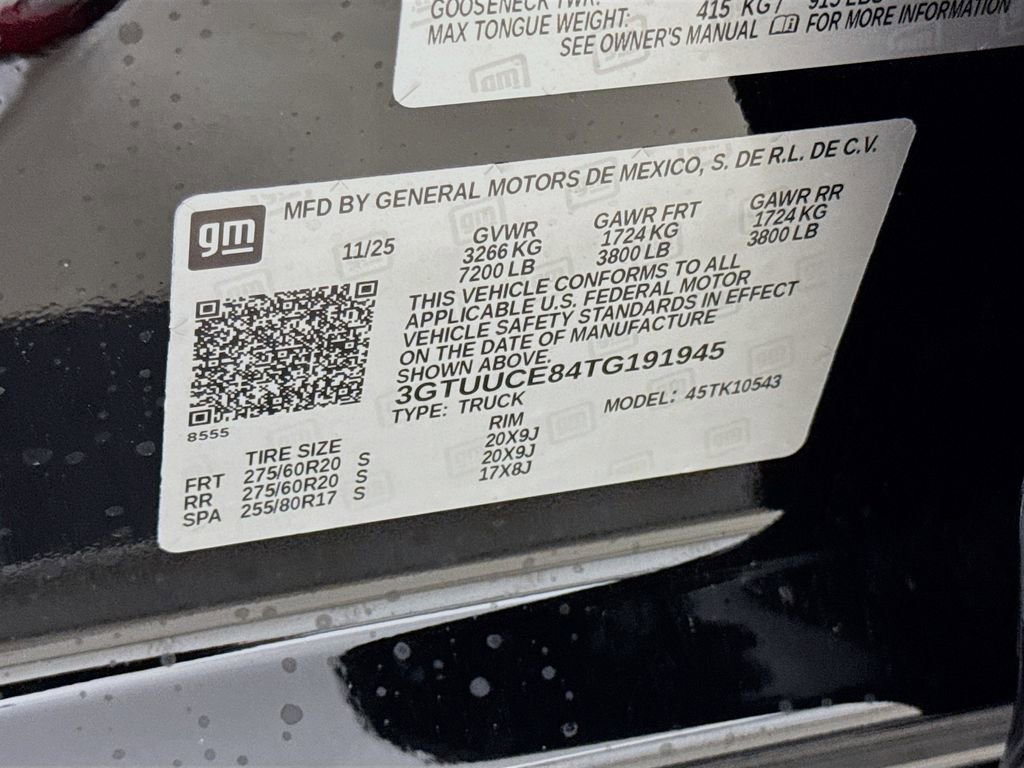 GOOSENECK TWR:
MAX TONGUE WEIGHT: 415 KG / 915 LBS
SEE OWNER'S MANUAL FOR MORE INFORMATION
gm
MFD BY GENERAL MOTORS DE MEXICO, S. DE R.L. DE C.V.
11/25 GVWR GAWR FRT GAWR RR
3266 KG 1724 KG 1724 KG
7200 LB 3800 LB 3800 LB
THIS VEHICLE CONFORMS TO ALL
APPLICABLE U.S. FEDERAL MOTOR
VEHICLE SAFETY STANDARDS IN EFFECT
ON THE DATE OF MANUFACTURE
SHOWN ABOVE.
3GTUUCE84TG191945
TYPE: TRUCK MODEL: 45TK10543
8555
TIRE SIZE RIM
FRT 275/60R20 S 20X9J
RR 275/60R20 S 20X9J
SPA 255/80R17 S 17X8J